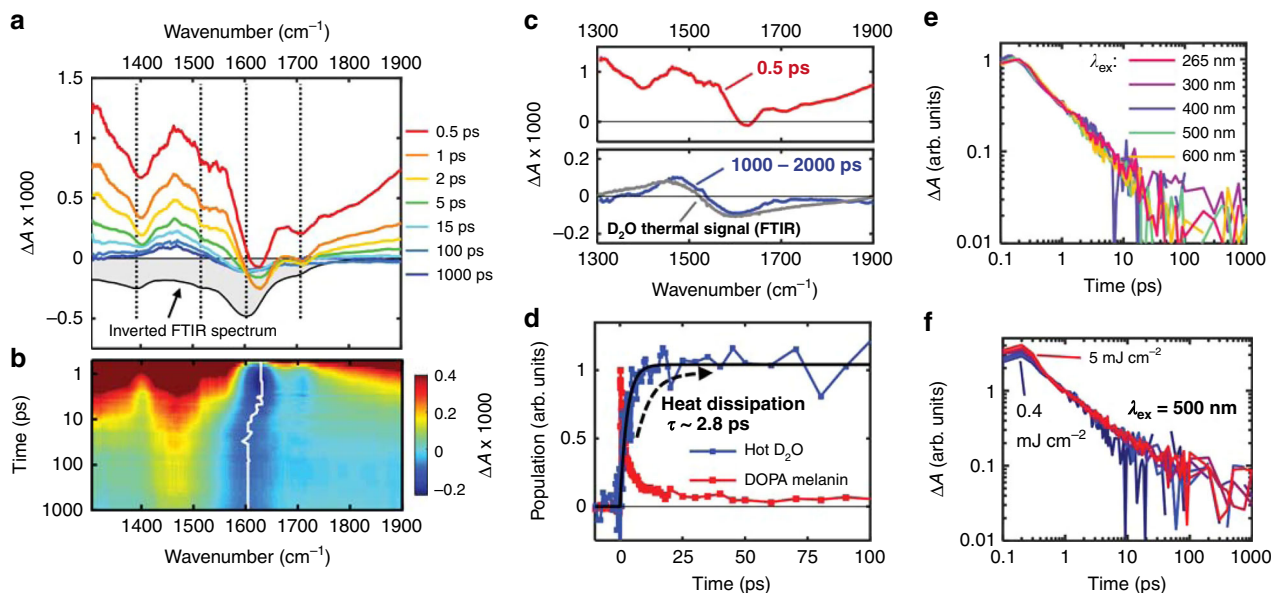 a
Wavenumber (cm⁻¹)
1400 1500 1600 1700 1800 1900
1.5
1
0.5
0
−0.5
ΔA x 1000
0.5 ps
1 ps
2 ps
5 ps
15 ps
100 ps
1000 ps
Inverted FTIR spectrum
b
Time (ps)
1
10
100
1000
1400 1500 1600 1700 1800 1900
Wavenumber (cm⁻¹)
0.4
0.2
0
−0.2
ΔA x 1000
c
Wavenumber (cm⁻¹)
1300 1500 1700 1900
1
0
0.5 ps
ΔA x 1000
0.2
0
−0.2
1000 – 2000 ps
D₂O thermal signal (FTIR)
1300 1500 1700 1900
Wavenumber (cm⁻¹)
d
Population (arb. units)
1
0.5
0
Heat dissipation
τ ~ 2.8 ps
Hot D₂O
DOPA melanin
0 25 50 75 100
Time (ps)
e
ΔA (arb. units)
1
0.1
0.01
λex:
265 nm
300 nm
400 nm
500 nm
600 nm
0.1 1 10 100 1000
Time (ps)
f
ΔA (arb. units)
1
0.1
0.01
5 mJ cm⁻²
0.4
mJ cm⁻²
λex = 500 nm
0.1 1 10 100 1000
Time (ps)